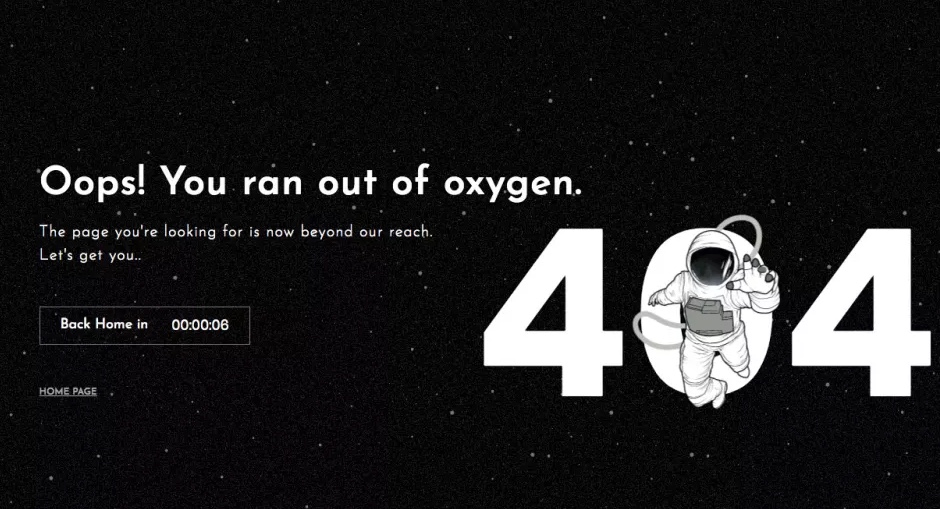 Oops! You ran out of oxygen.
The page you're looking for is now beyond our reach.
Let's get you..
Back Home in 00:00:06
HOME PAGE
404